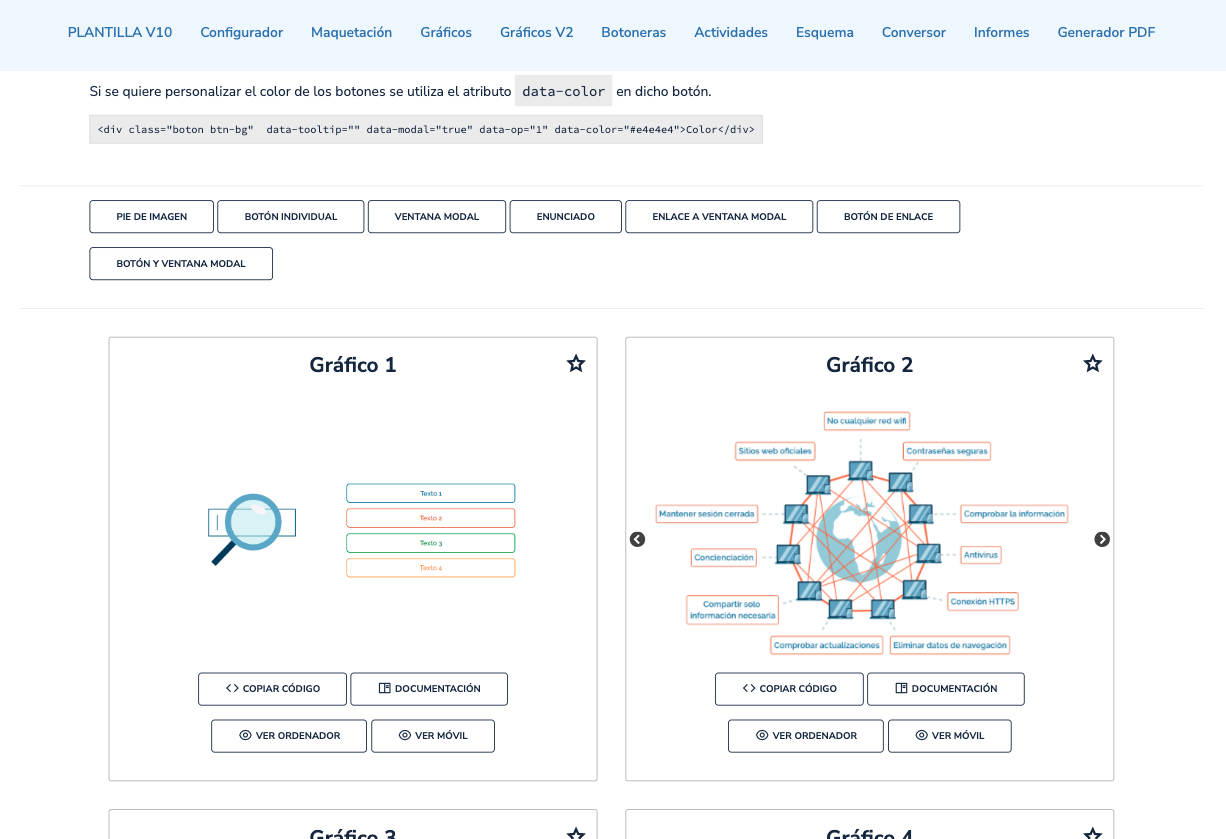 PLANTILLA V10 Configurador Maquetación Gráficos Gráficos V2 Botoneras Actividades Esquema Conversor Informes Generador PDF
Si se quiere personalizar el color de los botones se utiliza el atributo data-color en dicho botón.
<div class="boton btn-bg"  data-tooltip="" data-modal="true" data-op="1" data-color="#e4e4e4">Color</div>
PIE DE IMAGEN BOTÓN INDIVIDUAL VENTANA MODAL ENUNCIADO ENLACE A VENTANA MODAL BOTÓN DE ENLACE
BOTÓN Y VENTANA MODAL
Gráfico 1
Texto 1
Texto 2
Texto 3
Texto 4
COPIAR CÓDIGO DOCUMENTACIÓN
VER ORDENADOR VER MÓVIL
Gráfico 2
No cualquier red wifi
Sitios web oficiales Contraseñas seguras
Mantener sesión cerrada Comprobar la información
Concienciación Antivirus
Compartir solo
información necesaria
Conexión HTTPS
Comprobar actualizaciones Eliminar datos de navegación
COPIAR CÓDIGO DOCUMENTACIÓN
VER ORDENADOR VER MÓVIL
Gráfico 3 Gráfico 4